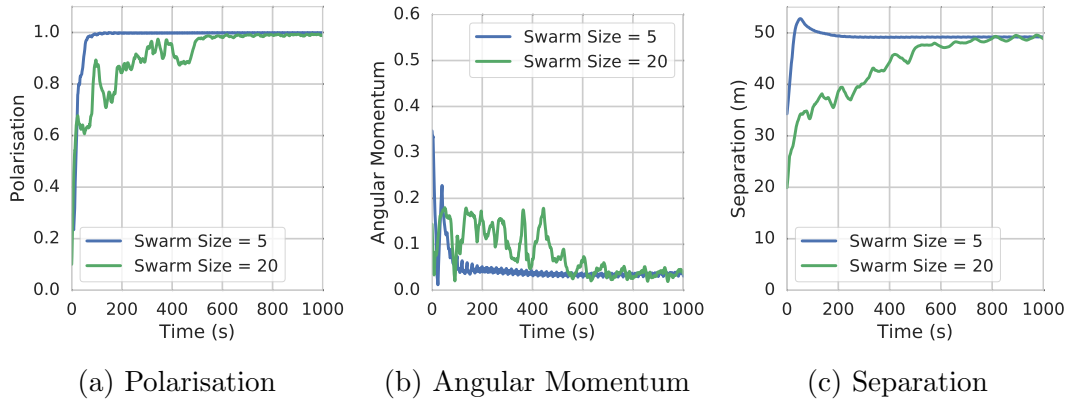 Polarisation
1.0
0.8
0.6
0.4
0.2
0.0
Swarm Size = 5
Swarm Size = 20
0 200 400 600 800 1000
Time (s)
(a) Polarisation
Angular Momentum
0.6
0.5
0.4
0.3
0.2
0.1
0.0
Swarm Size = 5
Swarm Size = 20
0 200 400 600 800 1000
Time (s)
(b) Angular Momentum
Separation (m)
50
40
30
20
10
0
Swarm Size = 5
Swarm Size = 20
0 200 400 600 800 1000
Time (s)
(c) Separation